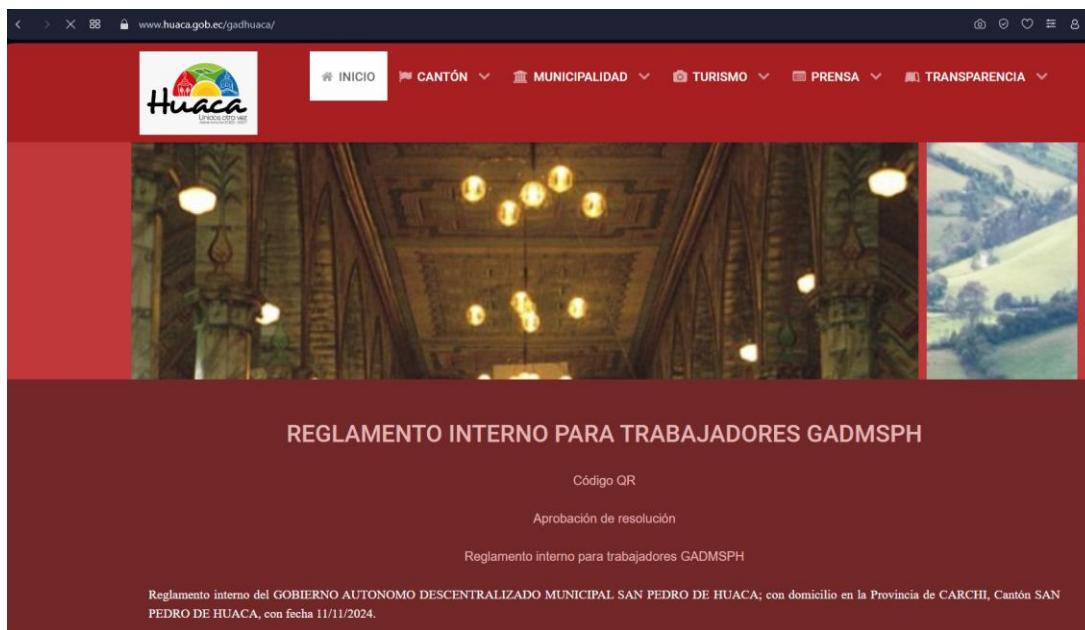 www.huaca.gob.ec/gadhuaca/
Huaca
Unidos otro vez
INICIO
CANTÓN
MUNICIPALIDAD
TURISMO
PRENSA
TRANSPARENCIA
REGLAMENTO INTERNO PARA TRABAJADORES GADMSPH
Código QR
Aprobación de resolución
Reglamento interno para trabajadores GADMSPH
Reglamento interno del GOBIERNO AUTONOMO DESCENTRALIZADO MUNICIPAL SAN PEDRO DE HUACA; con domicilio en la Provincia de CARCHI, Cantón SAN
PEDRO DE HUACA, con fecha 11/11/2024.